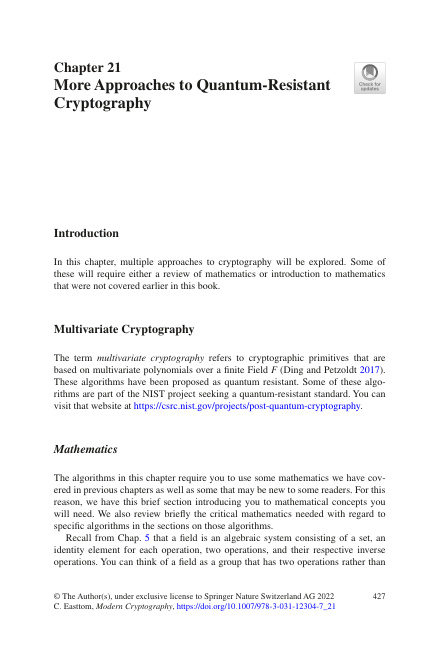 Chapter 21
More Approaches to Quantum-Resistant
Cryptography
Check for
updates
Introduction
In this chapter, multiple approaches to cryptography will be explored. Some of
these will require either a review of mathematics or introduction to mathematics
that were not covered earlier in this book.
Multivariate Cryptography
The term multivariate cryptography refers to cryptographic primitives that are
based on multivariate polynomials over a finite Field F (Ding and Petzoldt 2017).
These algorithms have been proposed as quantum resistant. Some of these algo-
rithms are part of the NIST project seeking a quantum-resistant standard. You can
visit that website at https://csrc.nist.gov/projects/post-quantum-cryptography.
Mathematics
The algorithms in this chapter require you to use some mathematics we have cov-
ered in previous chapters as well as some that may be new to some readers. For this
reason, we have this brief section introducing you to mathematical concepts you
will need. We also review briefly the critical mathematics needed with regard to
specific algorithms in the sections on those algorithms.
Recall from Chap. 5 that a field is an algebraic system consisting of a set, an
identity element for each operation, two operations, and their respective inverse
operations. You can think of a field as a group that has two operations rather than
© The Author(s), under exclusive license to Springer Nature Switzerland AG 2022 427
C. Easttom, Modern Cryptography, https://doi.org/10.1007/978-3-031-12304-7_21